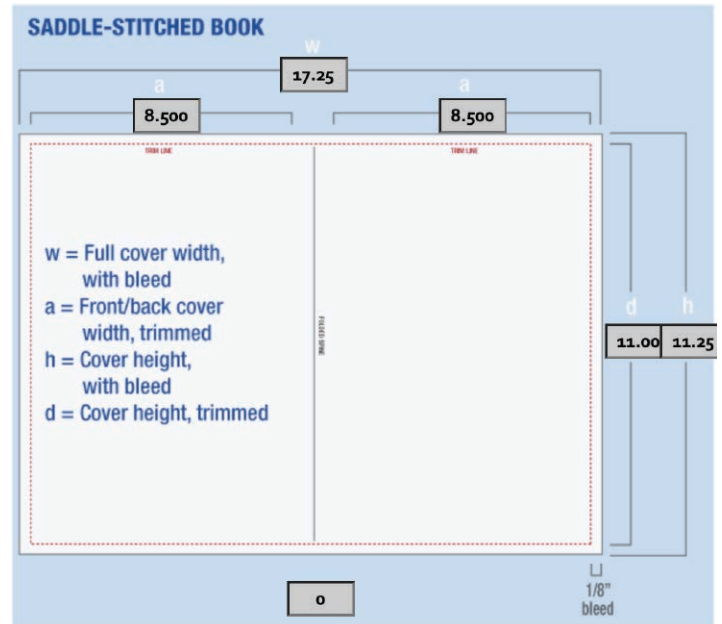 SADDLE-STITCHED BOOK
w
17.25
a a
8.500 8.500
TRIM LINE TRIM LINE
w = Full cover width,
with bleed
a = Front/back cover
width, trimmed
h = Cover height,
with bleed
d = Cover height, trimmed
FOLDED SPINE
d h
11.00 11.25
1/8"
bleed
0